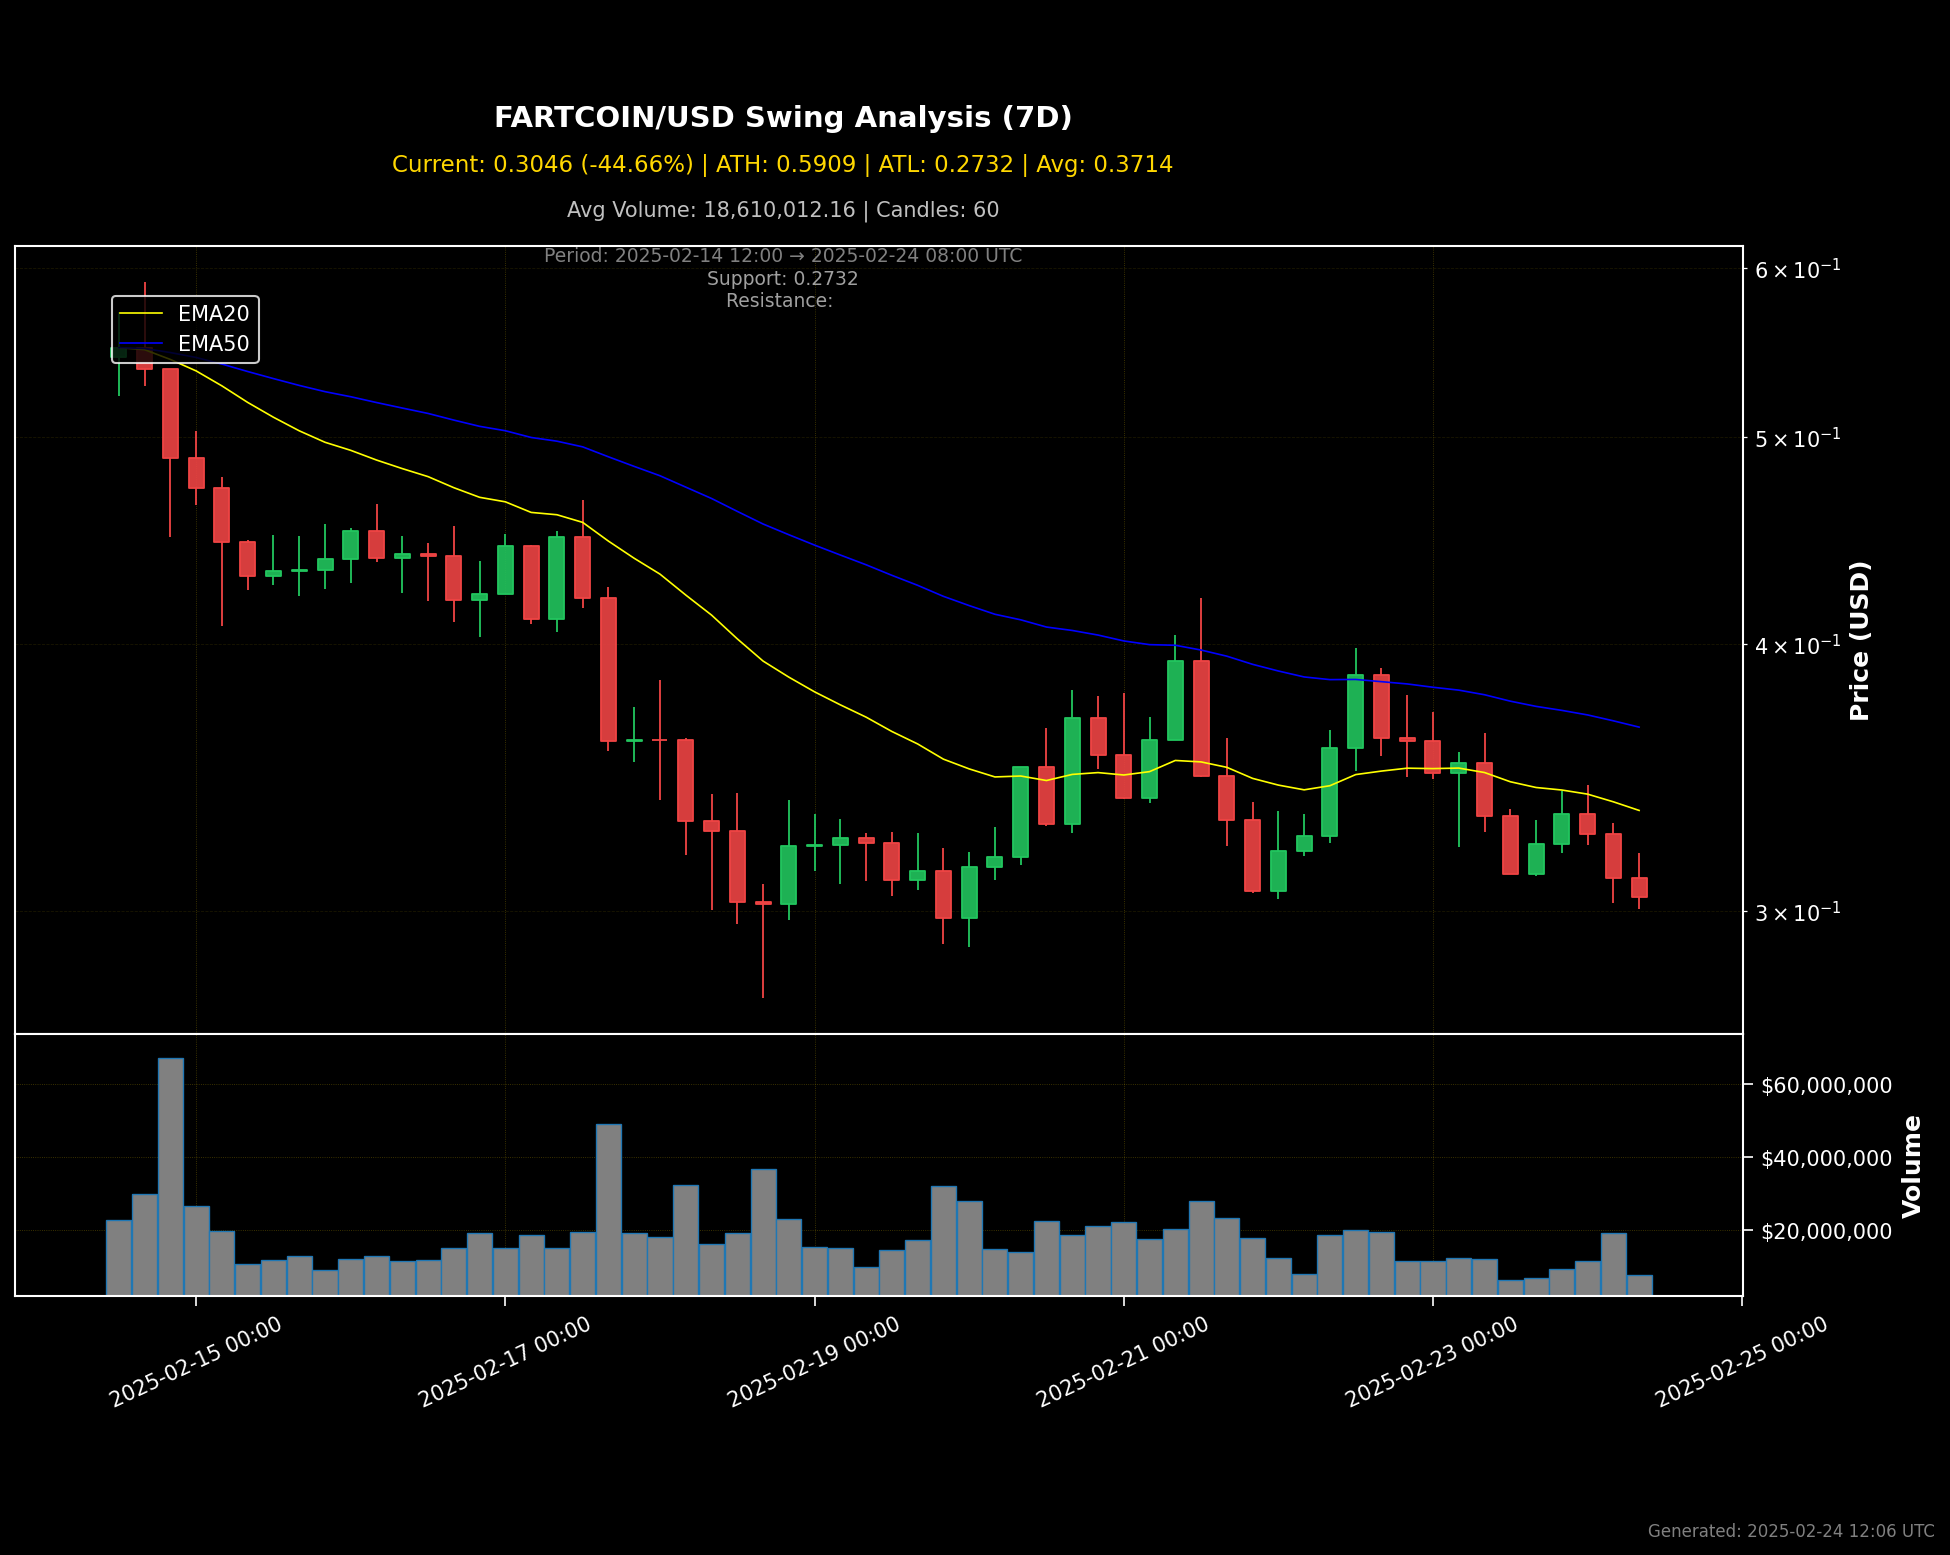 FARTCOIN/USD Swing Analysis (7D)
Current: 0.3046 (-44.66%) | ATH: 0.5909 | ATL: 0.2732 | Avg: 0.3714
Avg Volume: 18,610,012.16 | Candles: 60
Period: 2025-02-14 12:00 → 2025-02-24 08:00 UTC
Support: 0.2732
Resistance:
EMA20
EMA50
6 × 10⁻¹
5 × 10⁻¹
4 × 10⁻¹
3 × 10⁻¹
Price (USD)
$60,000,000
$40,000,000
$20,000,000
Volume
2025-02-15 00:00
2025-02-17 00:00
2025-02-19 00:00
2025-02-21 00:00
2025-02-23 00:00
2025-02-25 00:00
Generated: 2025-02-24 12:06 UTC